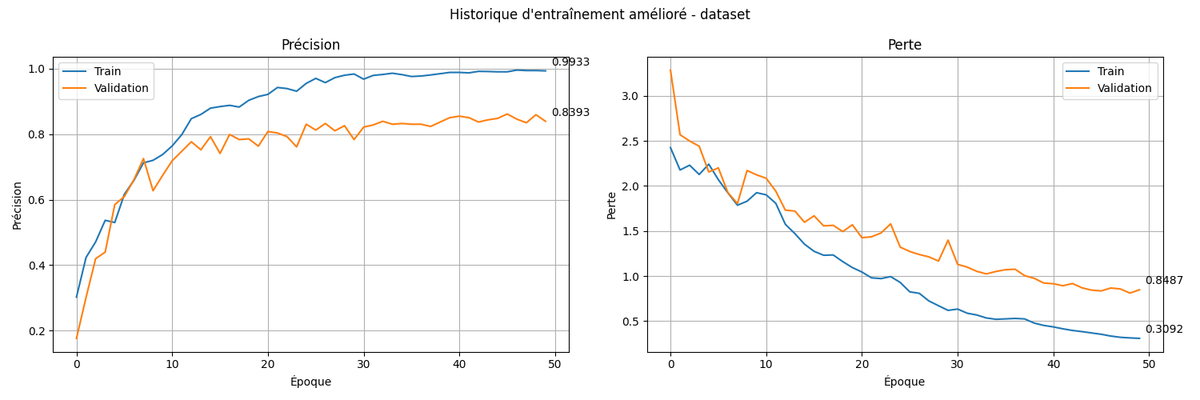 Historique d'entraînement amélioré - dataset
Précision
Train
Validation
0.9933
0.8393
1.0
0.8
0.6
0.4
0.2
Précision
0
10
20
30
40
50
Époque
Perte
Train
Validation
0.8487
0.3092
3.0
2.5
2.0
1.5
1.0
0.5
Perte
0
10
20
30
40
50
Époque